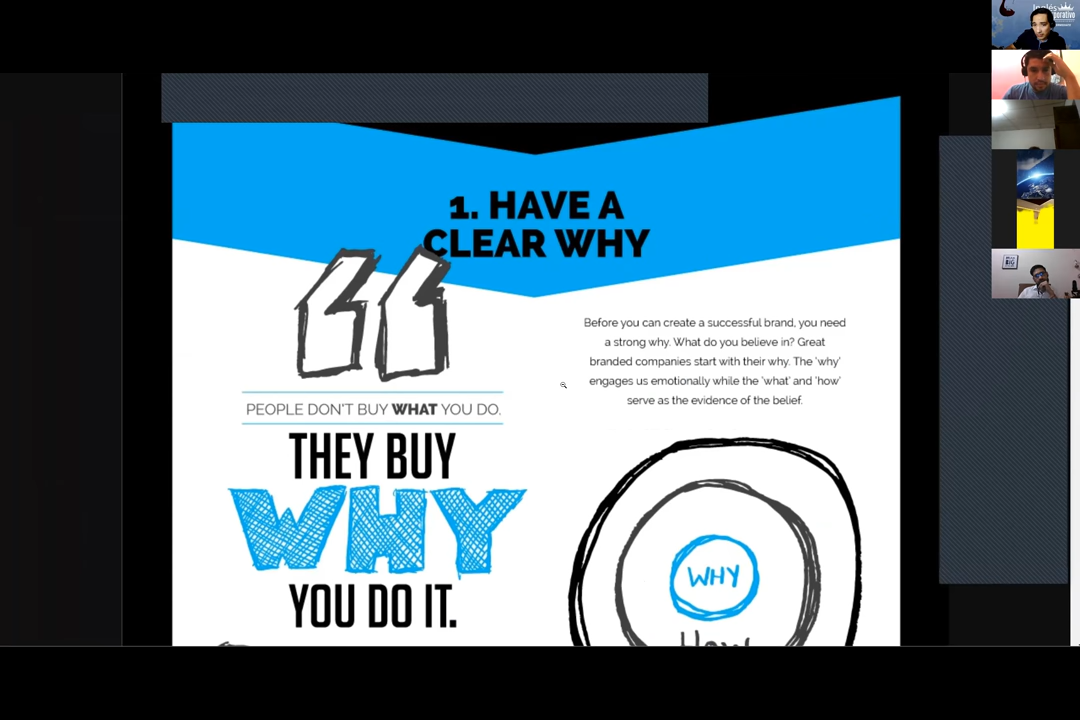 1. HAVE A
CLEAR WHY
PEOPLE DON'T BUY WHAT YOU DO.
THEY BUY
WHY
YOU DO IT.
Before you can create a successful brand, you need
a strong why. What do you believe in? Great
branded companies start with their why. The 'why'
engages us emotionally while the 'what' and 'how'
serve as the evidence of the belief.
WHY
How
Inglés